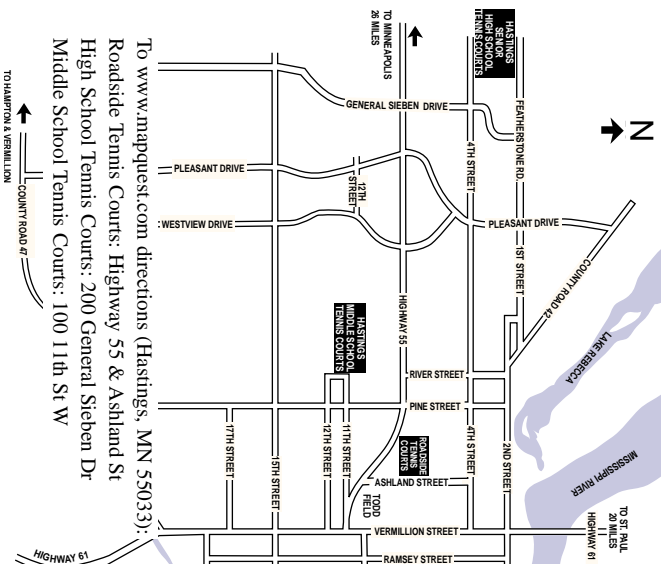 N
HASTINGS
SENIOR
HIGH SCHOOL
TENNIS COURTS
TO MINNEAPOLIS
26 MILES
FEATHERSTONE RD.
GENERAL SIEBEN DRIVE
4TH STREET
PLEASANT DRIVE
12TH
STREET
PLEASANT DRIVE
WESTVIEW DRIVE
1ST STREET
COUNTY ROAD 42
LAKE REBECCA
HIGHWAY 55
HASTINGS
MIDDLE SCHOOL
TENNIS COURTS
RIVER STREET
PINE STREET
17TH STREET
15TH STREET
12TH STREET
11TH STREET
ROADSIDE
TENNIS
COURTS
4TH STREET
2ND STREET
MISSISSIPPI RIVER
ASHLAND STREET
TODD
FIELD
VERMILLION STREET
TO ST. PAUL
20 MILES
HIGHWAY 61
RAMSEY STREET
HIGHWAY 61
TO HAMPTON & VERMILLION
COUNTY ROAD 47
To www.mapquest.com directions (Hastings, MN 55033):
Roadside Tennis Courts: Highway 55 & Ashland St
High School Tennis Courts: 200 General Sieben Dr
Middle School Tennis Courts: 100 11th St W